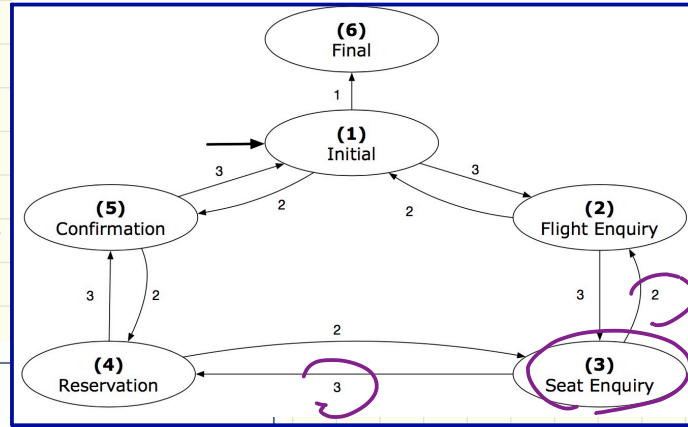 (6)
Final
1
(1)
Initial
3
3
2
2
(5)
Confirmation
(2)
Flight Enquiry
3
2
3
2
2
(4)
Reservation
3
(3)
Seat Enquiry